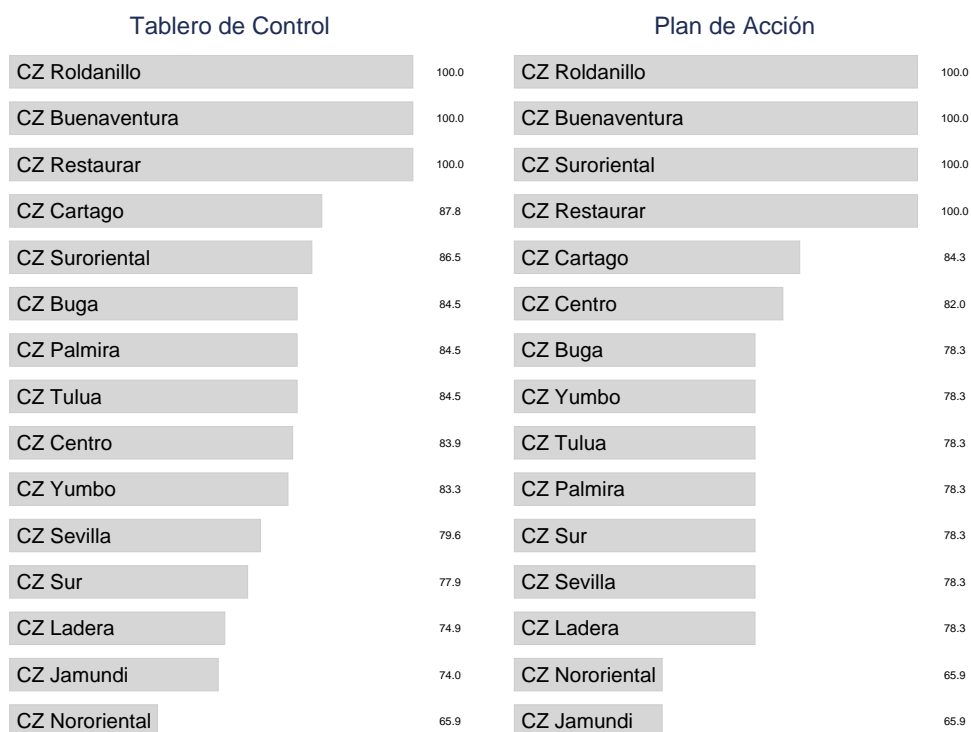 Tablero de Control
CZ Roldanillo 100.0
CZ Buenaventura 100.0
CZ Restaurar 100.0
CZ Cartago 87.8
CZ Suroriental 86.5
CZ Buga 84.5
CZ Palmira 84.5
CZ Tulua 84.5
CZ Centro 83.9
CZ Yumbo 83.3
CZ Sevilla 79.6
CZ Sur 77.9
CZ Ladera 74.9
CZ Jamundi 74.0
CZ Nororiental 65.9
Plan de Acción
CZ Roldanillo 100.0
CZ Buenaventura 100.0
CZ Suroriental 100.0
CZ Restaurar 100.0
CZ Cartago 84.3
CZ Centro 82.0
CZ Buga 78.3
CZ Yumbo 78.3
CZ Tulua 78.3
CZ Palmira 78.3
CZ Sur 78.3
CZ Sevilla 78.3
CZ Ladera 78.3
CZ Nororiental 65.9
CZ Jamundi 65.9